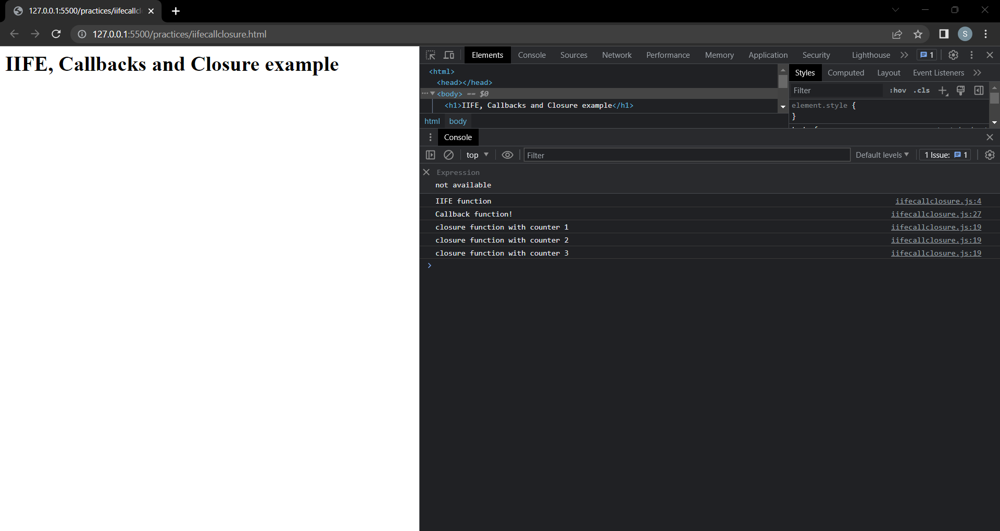 127.0.0.1:5500/practices/iifecallcl
127.0.0.1:5500/practices/iifecallclosure.html
S
IIFE, Callbacks and Closure example
Elements Console Sources Network Performance Memory Application Security Lighthouse 1
<html>
<head></head>
<body> == $0
<h1>IIFE, Callbacks and Closure example</h1>
html body
Styles Computed Layout Event Listeners
Filter :hov .cls
element.style {
}
Console
top Filter Default levels 1 Issue: 1
Expression
not available
IIFE function iifecallclosure.js:4
Callback function! iifecallclosure.js:27
closure function with counter 1 iifecallclosure.js:19
closure function with counter 2 iifecallclosure.js:19
closure function with counter 3 iifecallclosure.js:19